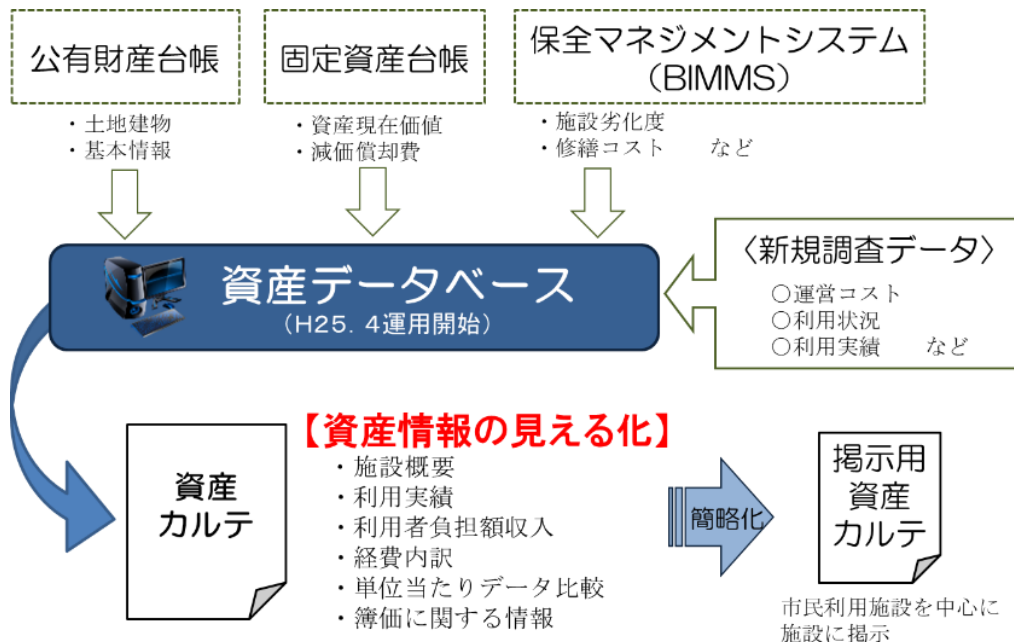 公有財産台帳
・土地建物
・基本情報
固定資産台帳
・資産現在価値
・減価償却費
保全マネジメントシステム
（BIMMS）
・施設劣化度
・修繕コスト　　など
資産データベース
（H25．4運用開始）
〈新規調査データ〉
○運営コスト
○利用状況
○利用実績　　など
資産
カルテ
【資産情報の見える化】
・施設概要
・利用実績
・利用者負担額収入
・経費内訳
・単位当たりデータ比較
・簿価に関する情報
簡略化
掲示用
資産
カルテ
市民利用施設を中心に
施設に掲示